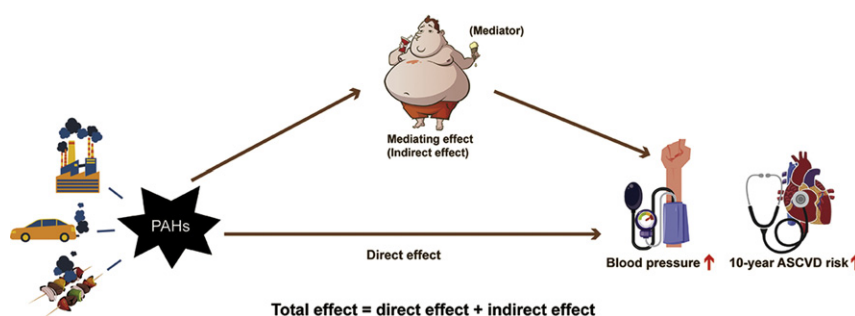 (Mediator)
Mediating effect
(Indirect effect)
PAHs
Direct effect
Blood pressure ↑
10-year ASCVD risk ↑
Total effect = direct effect + indirect effect